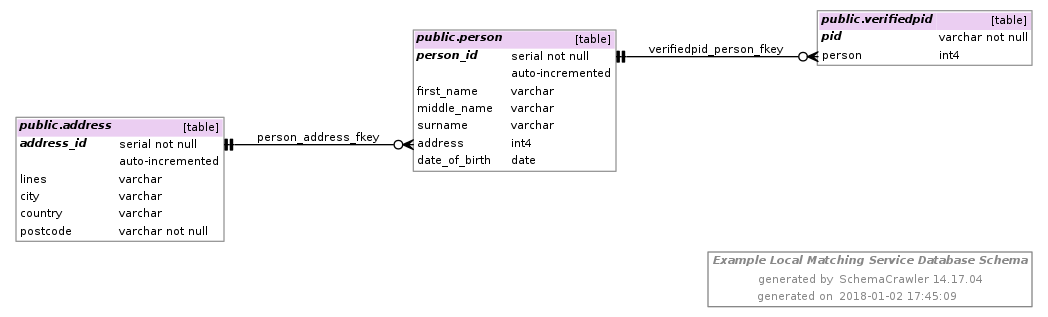 public.address [table]
address_id serial not null
auto-incremented
lines varchar
city varchar
country varchar
postcode varchar not null
person_address_fkey
public.person [table]
person_id serial not null
auto-incremented
first_name varchar
middle_name varchar
surname varchar
address int4
date_of_birth date
verifiedpid_person_fkey
public.verifiedpid [table]
pid varchar not null
person int4
Example Local Matching Service Database Schema
generated by SchemaCrawler 14.17.04
generated on 2018-01-02 17:45:09